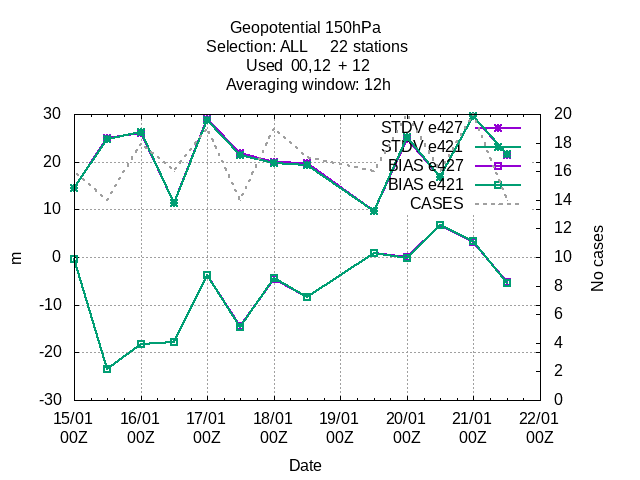 Geopotential 150hPa
Selection: ALL 22 stations
Used 00,12 + 12
Averaging window: 12h
STDV e427
STDV e421
BIAS e427
BIAS e421
CASES
30
20
10
0
-10
-20
-30
m
20
18
16
14
12
10
8
6
4
2
0
No cases
15/01 16/01 17/01 18/01 19/01 20/01 21/01 22/01
00Z 00Z 00Z 00Z 00Z 00Z 00Z 00Z
Date